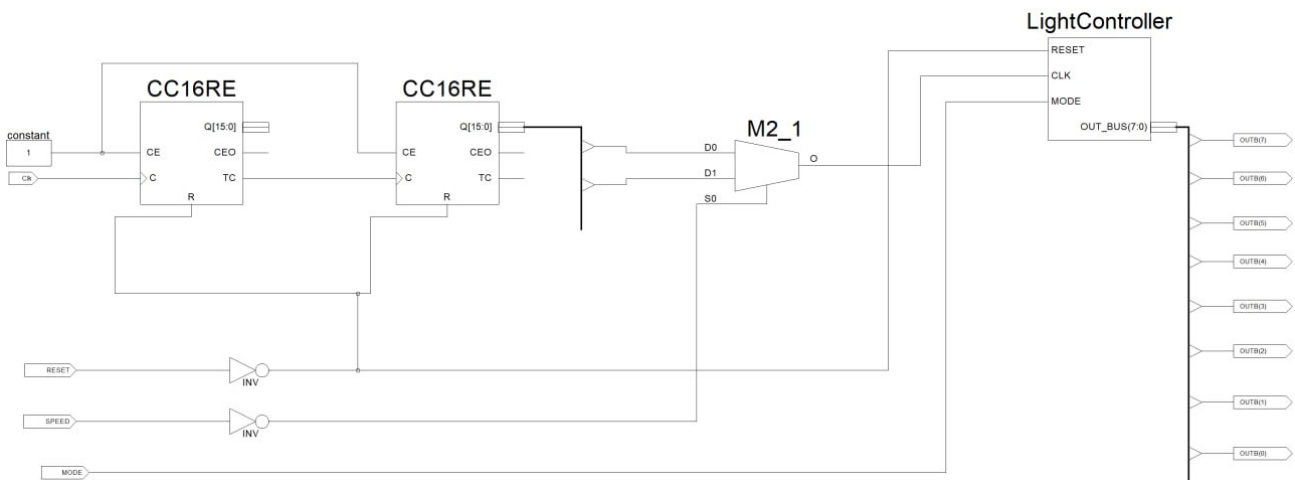 LightController
RESET
CLK
MODE
OUT_BUS(7:0)
CC16RE
Q[15:0]
CE
CEO
C
TC
R
CC16RE
Q[15:0]
CE
CEO
C
TC
R
constant
1
Clk
M2_1
D0
D1
S0
O
RESET
INV
SPEED
INV
MODE
OUTB(7)
OUTB(6)
OUTB(5)
OUTB(4)
OUTB(3)
OUTB(2)
OUTB(1)
OUTB(0)